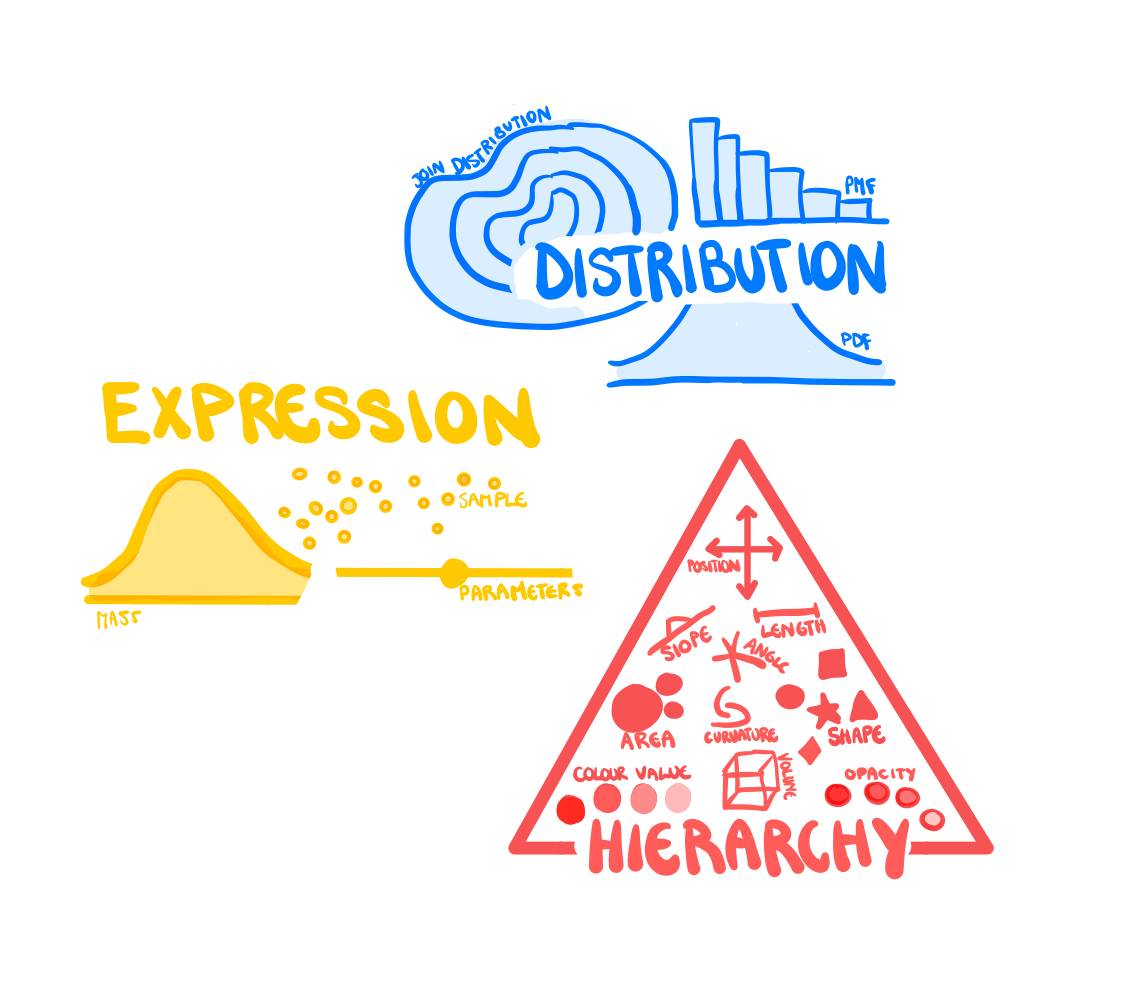 JOIN DISTRIBUTION
PMF
DISTRIBUTION
PDF
EXPRESSION
SAMPLE
PARAMETERS
MASS
POSITION
SLOPE
LENGTH
ANGLE
AREA
CURVATURE
SHAPE
COLOUR VALUE
VOLUME
OPACITY
HIERARCHY